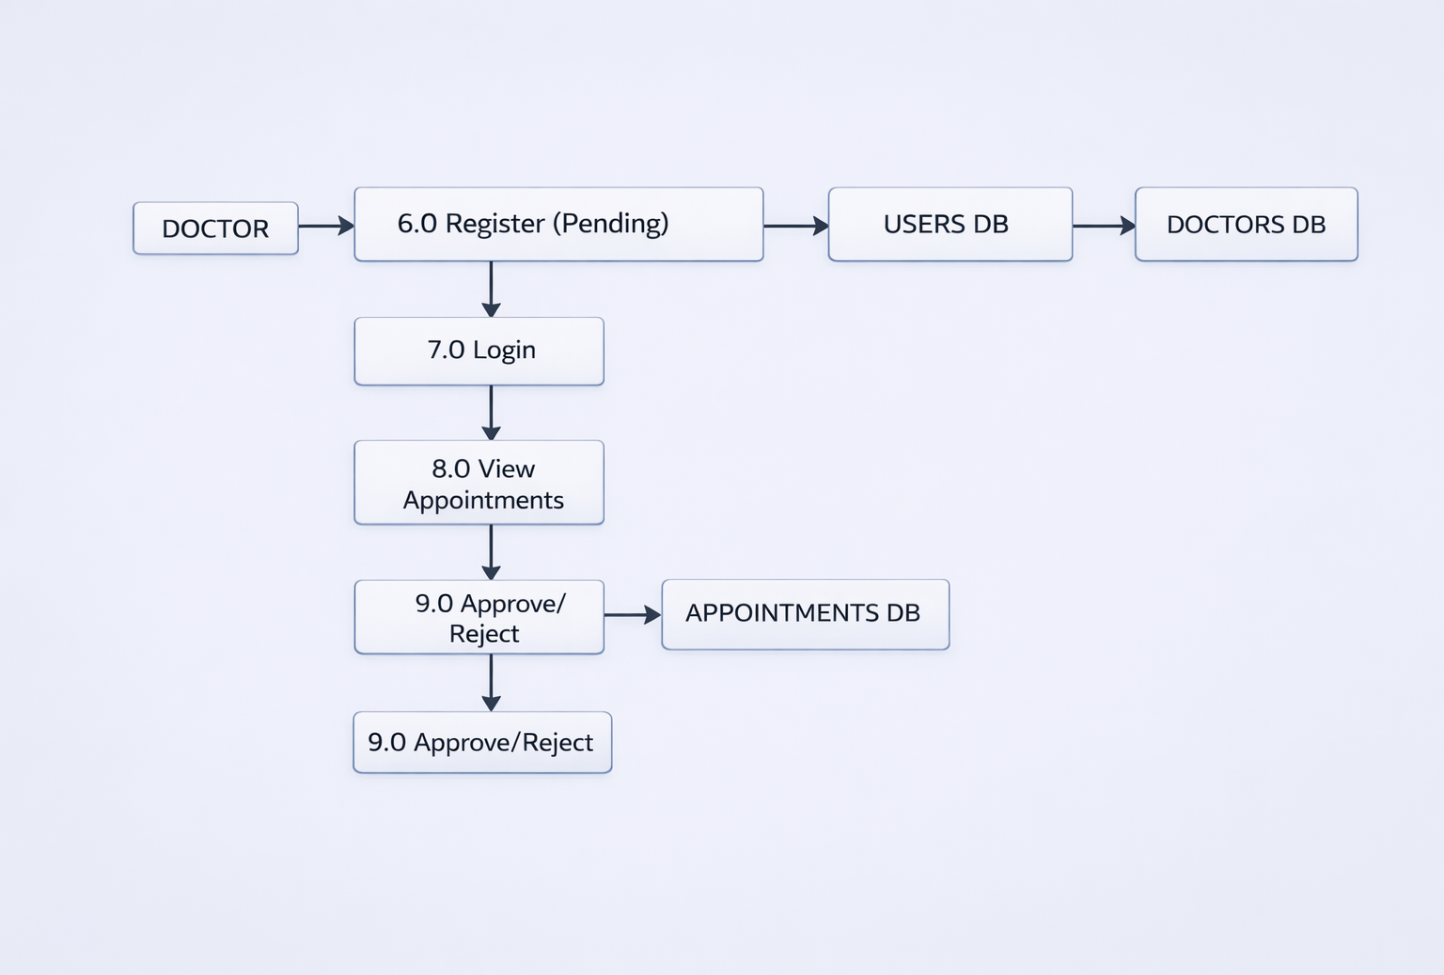 DOCTOR
6.0 Register (Pending)
USERS DB
DOCTORS DB
7.0 Login
8.0 View
Appointments
9.0 Approve/
Reject
APPOINTMENTS DB
9.0 Approve/Reject